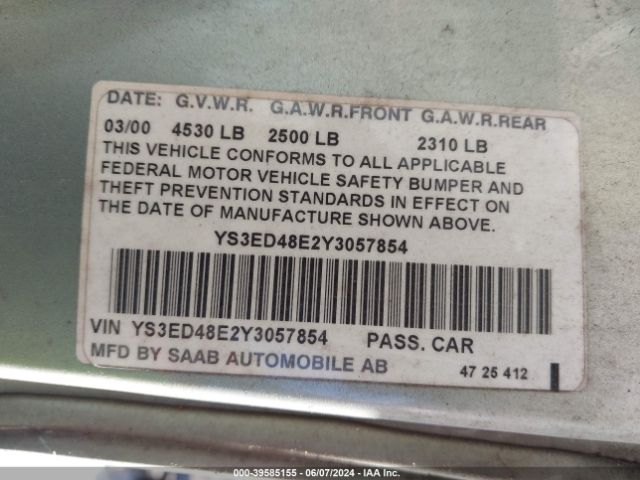 DATE: G.V.W.R. G.A.W.R.FRONT G.A.W.R.REAR
03/00 4530 LB 2500 LB 2310 LB
THIS VEHICLE CONFORMS TO ALL APPLICABLE
FEDERAL MOTOR VEHICLE SAFETY BUMPER AND
THEFT PREVENTION STANDARDS IN EFFECT ON
THE DATE OF MANUFACTURE SHOWN ABOVE.
YS3ED48E2Y3057854
VIN YS3ED48E2Y3057854 PASS. CAR
MFD BY SAAB AUTOMOBILE AB 47 25 412
000-39585155 - 06/07/2024 - IAA Inc.